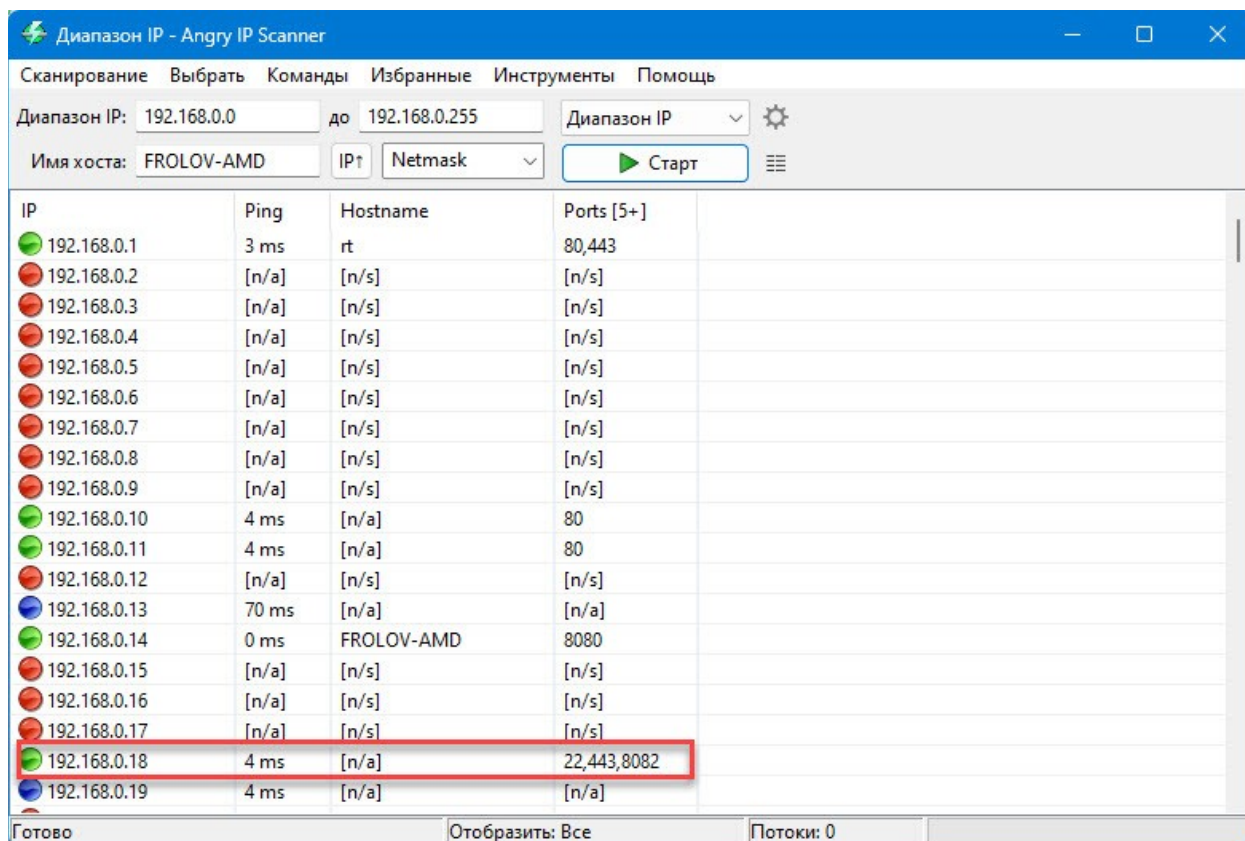 Диапазон IP - Angry IP Scanner
Сканирование Выбрать Команды Избранные Инструменты Помощь
Диапазон IP: 192.168.0.0 до 192.168.0.255 Диапазон IP
Имя хоста: FROLOV-AMD IP↑ Netmask Старт
IP Ping Hostname Ports [5+]
192.168.0.1 3 ms rt 80,443
192.168.0.2 [n/a] [n/s] [n/s]
192.168.0.3 [n/a] [n/s] [n/s]
192.168.0.4 [n/a] [n/s] [n/s]
192.168.0.5 [n/a] [n/s] [n/s]
192.168.0.6 [n/a] [n/s] [n/s]
192.168.0.7 [n/a] [n/s] [n/s]
192.168.0.8 [n/a] [n/s] [n/s]
192.168.0.9 [n/a] [n/s] [n/s]
192.168.0.10 4 ms [n/a] 80
192.168.0.11 4 ms [n/a] 80
192.168.0.12 [n/a] [n/s] [n/s]
192.168.0.13 70 ms [n/a] [n/a]
192.168.0.14 0 ms FROLOV-AMD 8080
192.168.0.15 [n/a] [n/s] [n/s]
192.168.0.16 [n/a] [n/s] [n/s]
192.168.0.17 [n/a] [n/s] [n/s]
192.168.0.18 4 ms [n/a] 22,443,8082
192.168.0.19 4 ms [n/a] [n/a]
Готово Отобразить: Все Потоки: 0